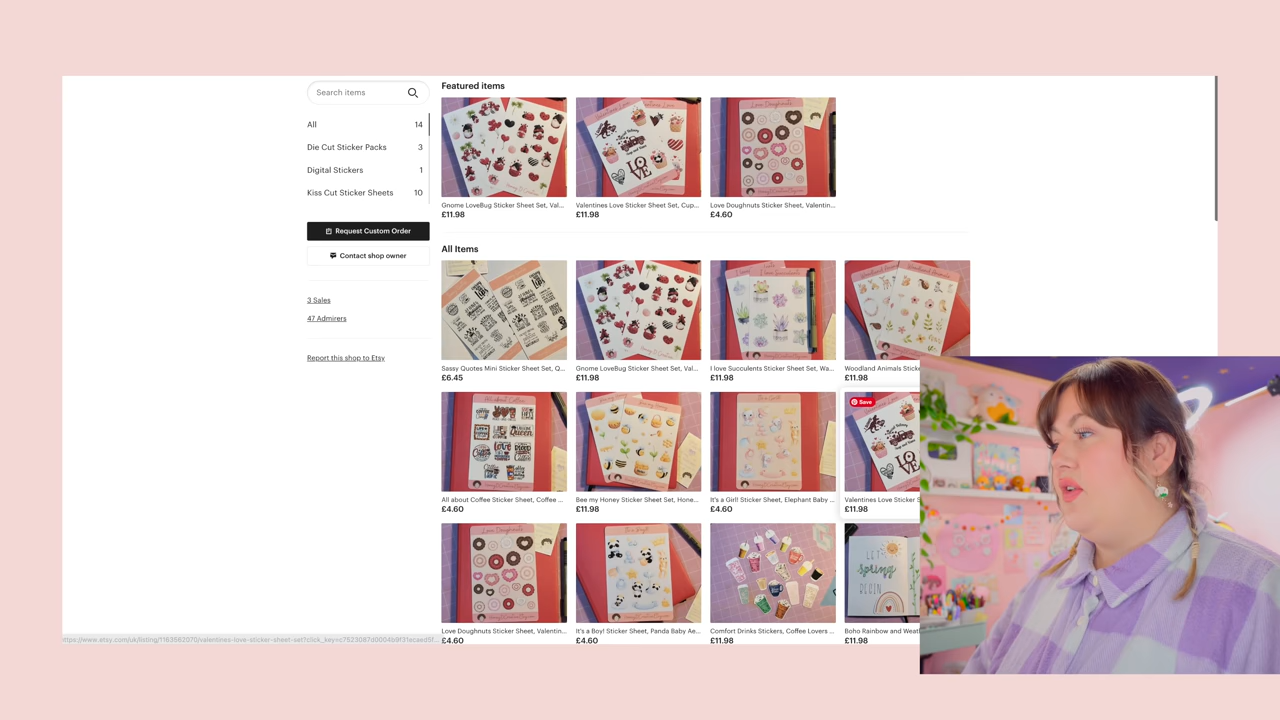 Search items
All 14
Die Cut Sticker Packs 3
Digital Stickers 1
Kiss Cut Sticker Sheets 10
Request Custom Order
Contact shop owner
3 Sales
47 Admirers
Report this shop to Etsy
Featured items
Gnome LoveBug Sticker Sheet Set, Val...
£11.98
Valentines Love Sticker Sheet Set, Cup...
£11.98
Love Doughnuts Sticker Sheet, Valentin...
£4.60
All Items
Sassy Quotes Mini Sticker Sheet Set, Q...
£6.45
Gnome LoveBug Sticker Sheet Set, Val...
£11.98
I love Succulents Sticker Sheet Set, Wa...
£11.98
Woodland Animals Sticke
£11.98
Save
All about Coffee Sticker Sheet, Coffee ...
£4.60
Bee my Honey Sticker Sheet Set, Hone...
£11.98
It's a Girl! Sticker Sheet, Elephant Baby ...
£4.60
Valentines Love Sticker S
£11.98
LOVE
LET
spring
BEGIN
Love Doughnuts Sticker Sheet, Valentin...
£4.60
It's a Boy! Sticker Sheet, Panda Baby Ae...
£4.60
Comfort Drinks Stickers, Coffee Lovers ...
£11.98
Boho Rainbow and Weat
£11.98